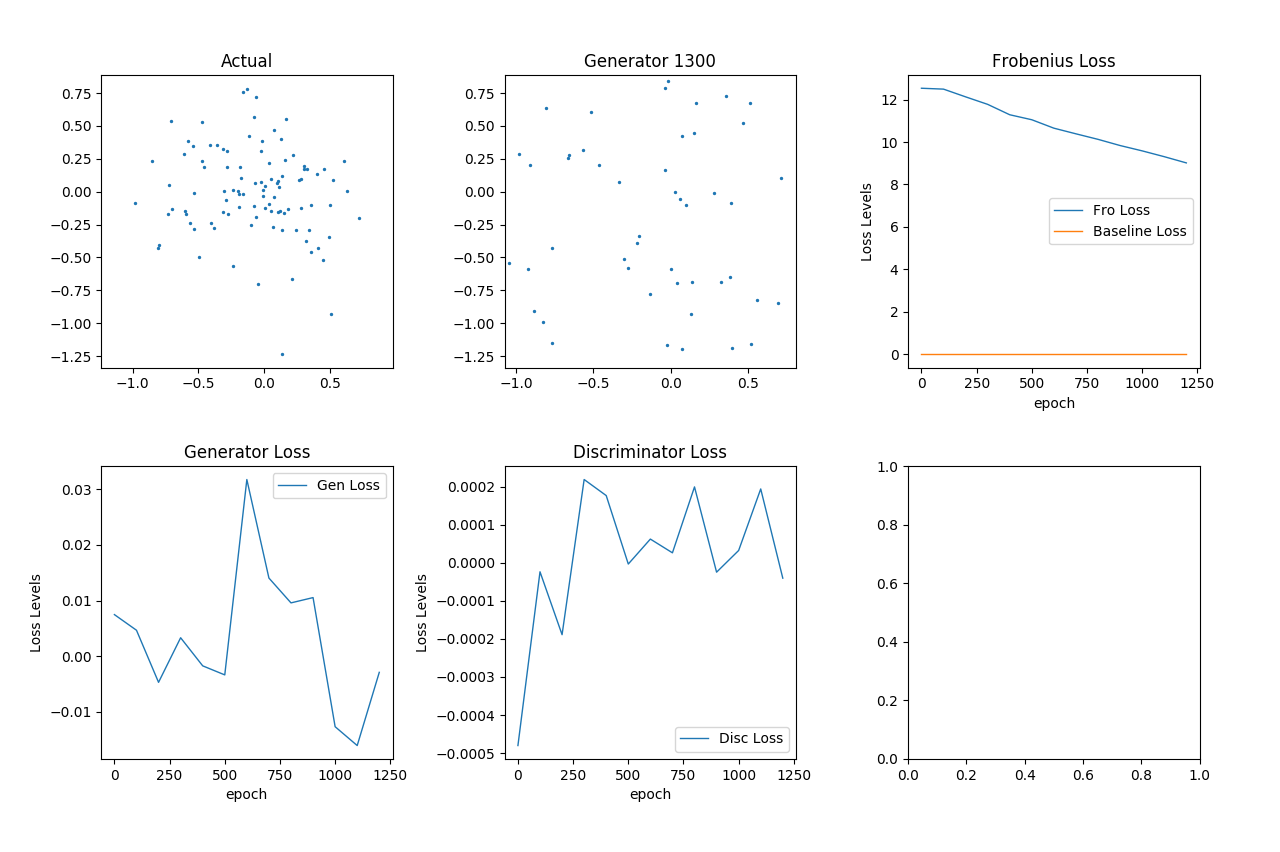 Actual
0.75
0.50
0.25
0.00
−0.25
−0.50
−0.75
−1.00
−1.25
−1.0 −0.5 0.0 0.5
Generator 1300
0.75
0.50
0.25
0.00
−0.25
−0.50
−0.75
−1.00
−1.25
−1.0 −0.5 0.0 0.5
Frobenius Loss
Loss Levels
12
10
8
6
4
2
0
Fro Loss
Baseline Loss
0 250 500 750 1000 1250
epoch
Generator Loss
Loss Levels
0.03
0.02
0.01
0.00
−0.01
Gen Loss
0 250 500 750 1000 1250
epoch
Discriminator Loss
Loss Levels
0.0002
0.0001
0.0000
−0.0001
−0.0002
−0.0003
−0.0004
−0.0005
Disc Loss
0 250 500 750 1000 1250
epoch
1.0
0.8
0.6
0.4
0.2
0.0
0.0 0.2 0.4 0.6 0.8 1.0